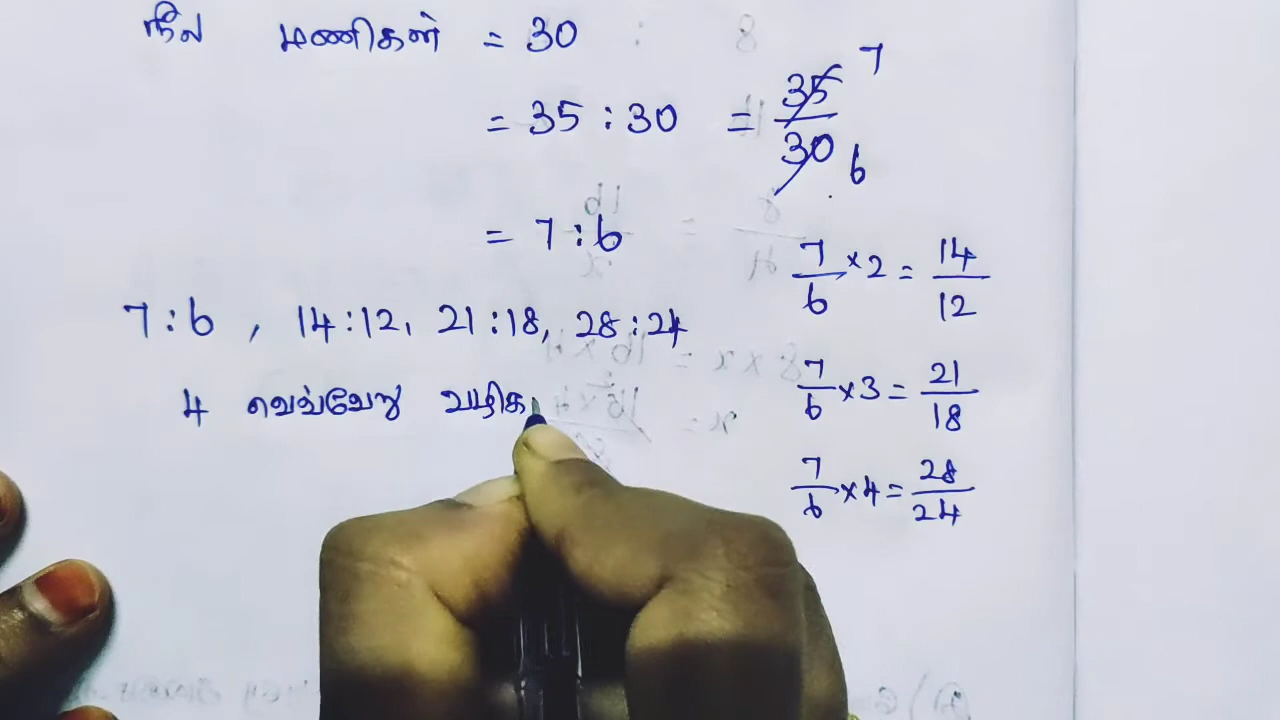 நீல மணிகள் = 30
= 35 : 30 = 35/30 7 6
= 7 : 6
7/6 × 2 = 14/12
7 : 6 , 14 : 12, 21 : 18, 28 : 24
7/6 × 3 = 21/18
4 வெவ்வேறு வழிக
7/6 × 4 = 28/24